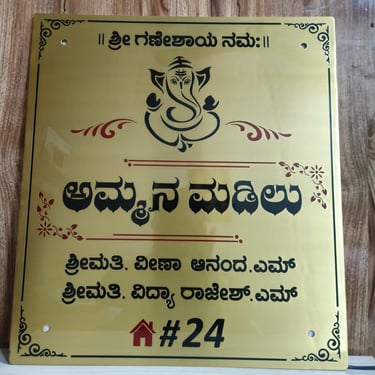 ॥ ಶ್ರೀ ಗಣೇಶಾಯ ನಮಃ॥
ಅಮ್ಮನ ಮಡಿಲು
ಶ್ರೀಮತಿ. ವೀಣಾ ಆನಂದ.ಎಮ್
ಶ್ರೀಮತಿ. ವಿದ್ಯಾ ರಾಜೇಶ್.ಎಮ್
#24